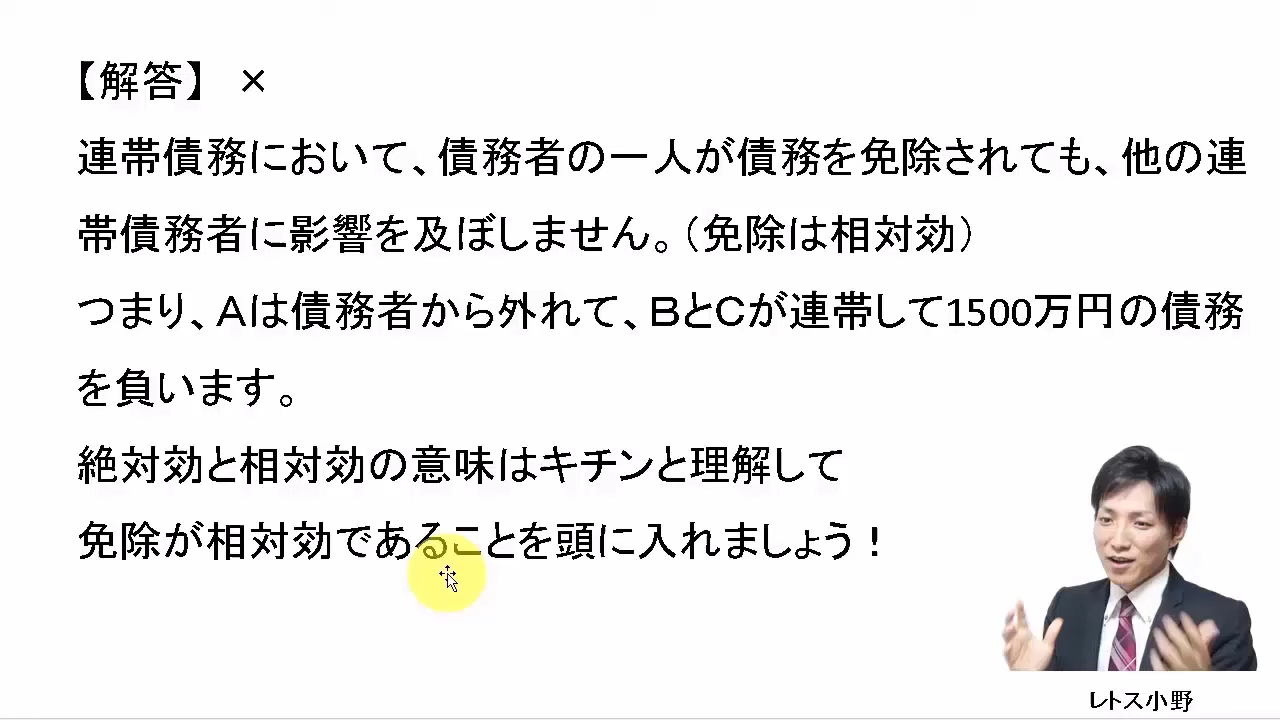 【解答】 ×
連帯債務において、債務者の一人が債務を免除されても、他の連
帯債務者に影響を及ぼしません。（免除は相対効）
つまり、Aは債務者から外れて、BとCが連帯して1500万円の債務
を負います。
絶対効と相対効の意味はキチンと理解して
免除が相対効であることを頭に入れましょう！
レトス小野